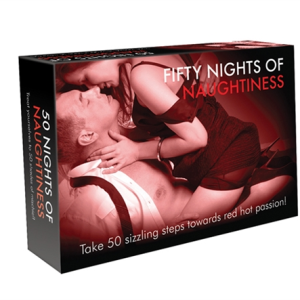 FIFTY NIGHTS OF
NAUGHTINESS
Take 50 sizzling steps towards red hot passion!
50 NIGHTS OF
NAUGHTINESS